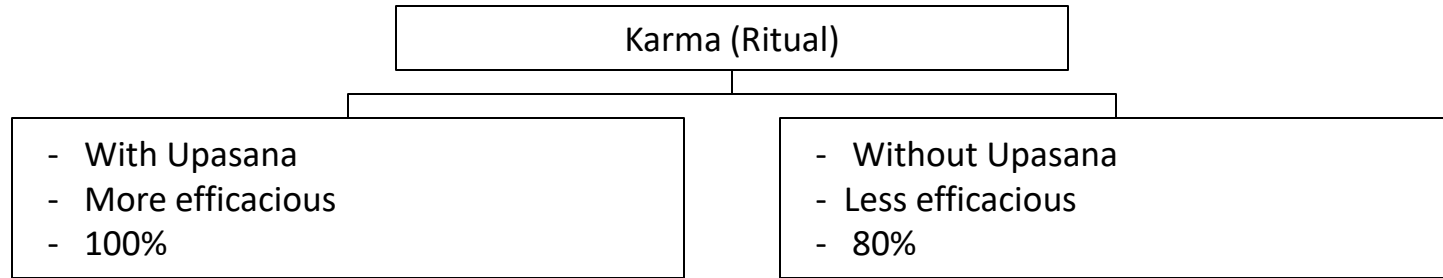 Karma (Ritual)
- With Upasana
- More efficacious
- 100%
- Without Upasana
- Less efficacious
- 80%